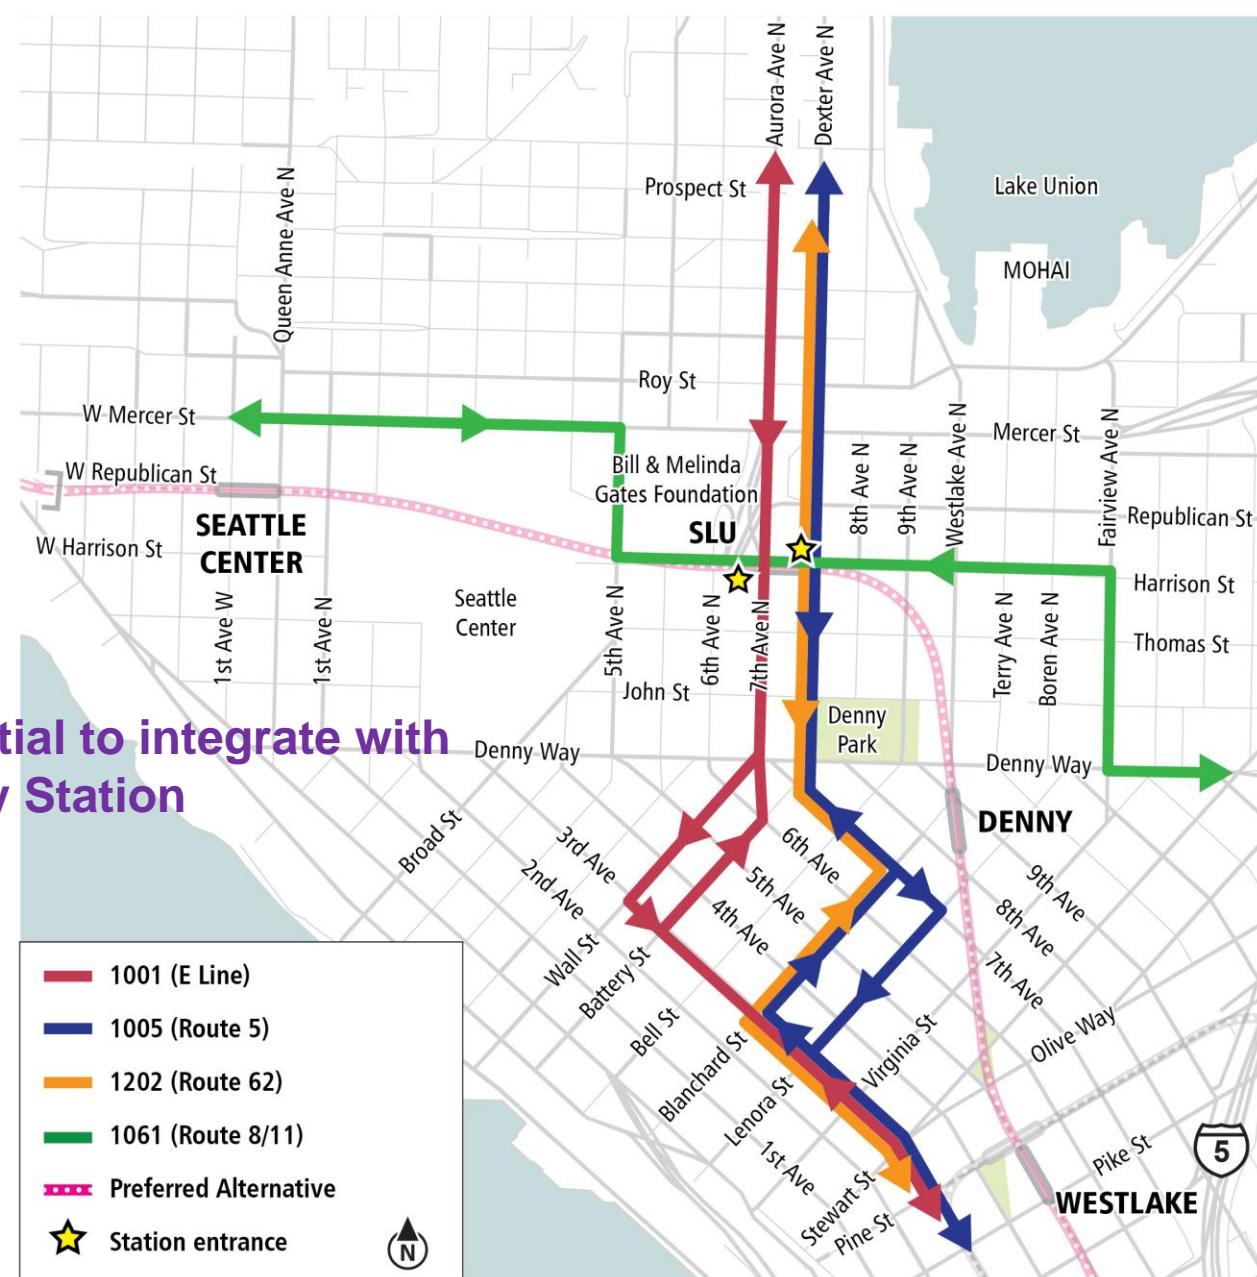 Aurora Ave N
Dexter Ave N
Prospect St
Lake Union
Queen Anne Ave N
MOHAI
Roy St
W Mercer St
Mercer St
Westlake Ave N
Fairview Ave N
Bill & Melinda
Gates Foundation
8th Ave N
9th Ave N
W Republican St
Republican St
SEATTLE
CENTER
SLU
W Harrison St
Harrison St
Seattle
Center
1st Ave W
1st Ave N
5th Ave N
6th Ave N
7th Ave N
Terry Ave N
Boren Ave N
Thomas St
John St
Denny
Park
tial to integrate with
y Station
Denny Way
Denny Way
DENNY
Broad St
3rd Ave
2nd Ave
6th Ave
5th Ave
4th Ave
9th Ave
8th Ave
7th Ave
Wall St
Battery St
Bell St
Blanchard St
Lenora St
Virginia St
Olive Way
1st Ave
Stewart St
Pine St
Pike St
5
WESTLAKE
1001 (E Line)
1005 (Route 5)
1202 (Route 62)
1061 (Route 8/11)
Preferred Alternative
Station entrance
N